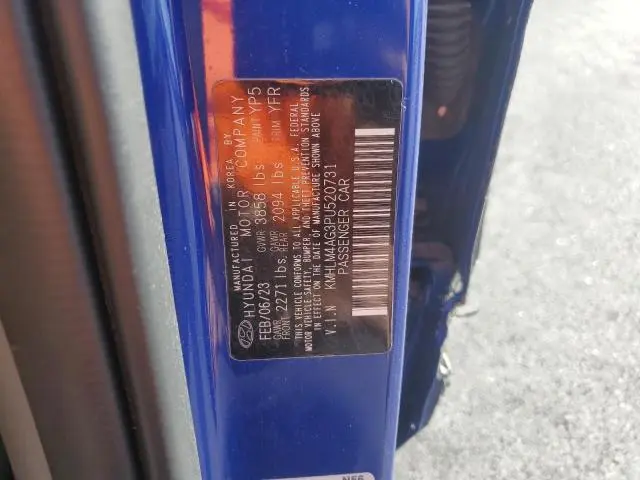 MANUFACTURED IN KOREA BY
HYUNDAI MOTOR COMPANY
FEB/06/23 GVWR 3858 lbs PAINT YP5
GAWR FRONT 2271 lbs GAWR REAR 2094 lbs TRIM YFR
THIS VEHICLE CONFORMS TO ALL APPLICABLE U.S.A. FEDERAL
MOTOR VEHICLE SAFETY, BUMPER, AND THEFT PREVENTION STANDARDS
IN EFFECT ON THE DATE OF MANUFACTURE SHOWN ABOVE
V.I.N KMHLM4AG3PU520731
PASSENGER CAR